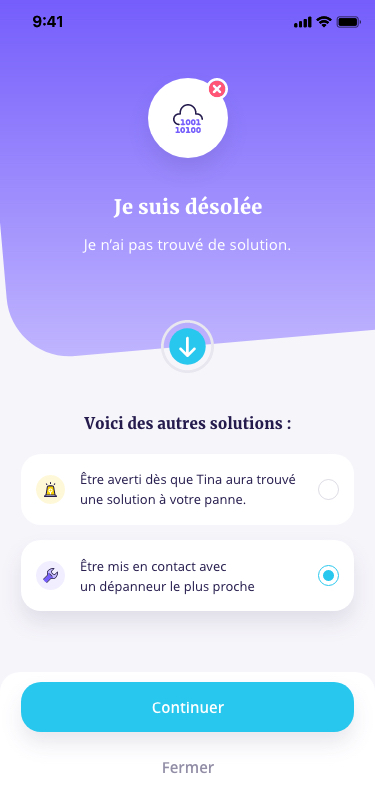 9:41
1001
10100
Je suis désolée
Je n’ai pas trouvé de solution.
Voici des autres solutions :
Être averti dès que Tina aura trouvé
une solution à votre panne.
Être mis en contact avec
un dépanneur le plus proche
Continuer
Fermer